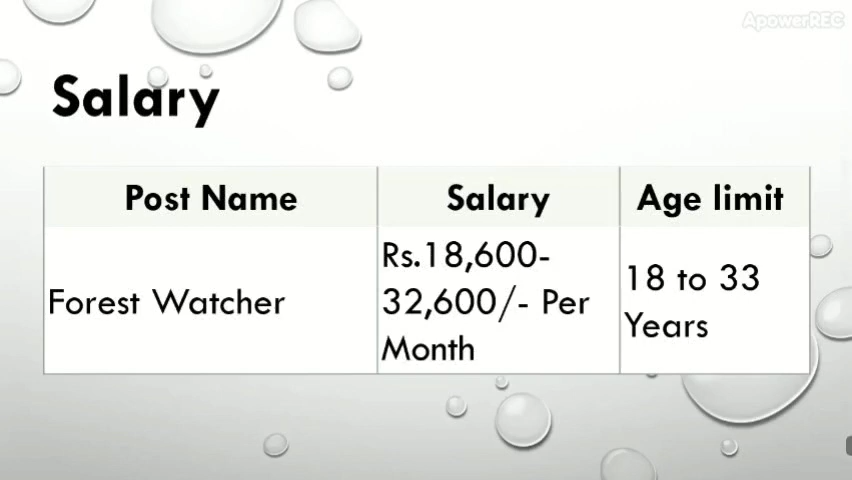 ApowerREC
Salary
Post Name Salary Age limit
Forest Watcher
Rs.18,600-
32,600/- Per
Month
18 to 33
Years